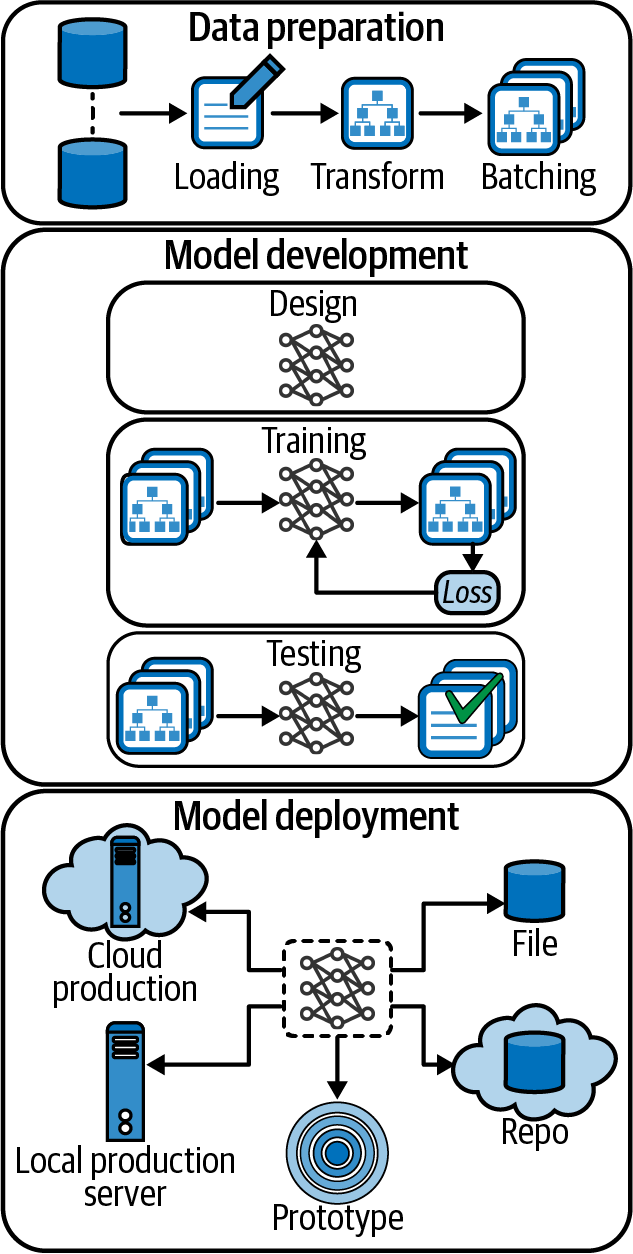 Data preparation
Loading
Transform
Batching
Model development
Design
Training
Loss
Testing
Model deployment
Cloud
production
File
Local production
server
Repo
Prototype